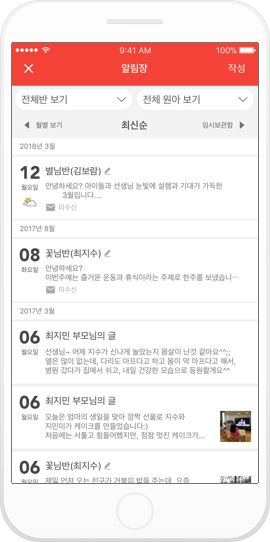 9:41 AM
100%
알림장
작성
전체반 보기
전체 원아 보기
월별 보기
최신순
임시보관함
2018년 3월
12
월요일
별님반(김보람)
안녕하세요? 아이들과 선생님 눈빛에 설렘과 기대가 가득한
3월입니다....
미수신
2017년 8월
08
화요일
꽃님반(최지수)
안녕하세요?
이번주에는 즐거운 운동과 휴식이라는 주제로 한주를 보냈습니...
미수신
2017년 3월
06
월요일
최지민 부모님의 글
선생님~ 어제 지수가 신나게 놀았는지 몸살이 난것 같아요^^;;
열은 많이 없는데, 다리도 아프다고 하고 몸이 막 아프다고 해서,
병원 갔다가 집에서 쉬고, 내일 건강한 모습으로 등원할게요^^
06
월요일
최지민 부모님의 글
오늘은 엄마의 생일을 맞아 깜짝 선물로 지수와
지민이가 케이크를 만들었습니다:)
처음에는 서툴고 힘들어했지만, 점점 멋진 케이크가...
06
월요일
꽃님반(최지수)
제일 먼저 오는 친구가 거북이 밥을 주는데, 요즘